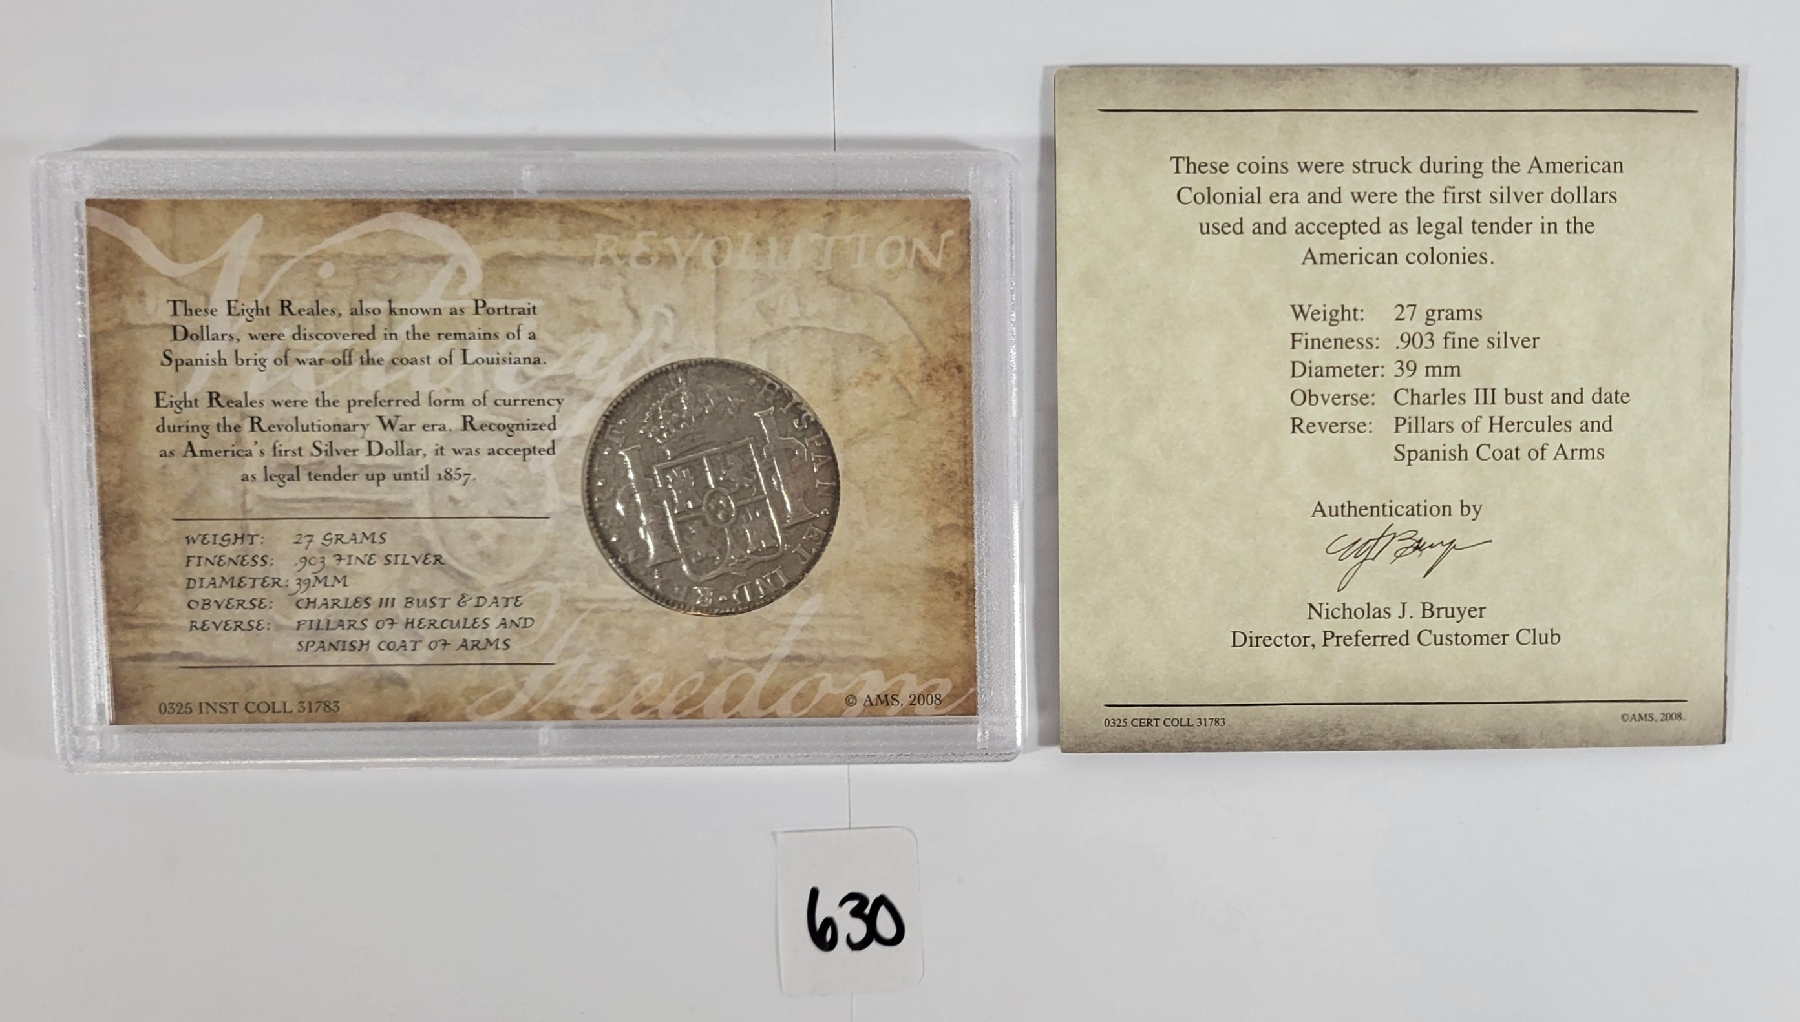 REVOLUTION
These Eight Reales, also known as Portrait
Dollars, were discovered in the remains of a
Spanish brig of war off the coast of Louisiana.
Eight Reales were the preferred form of currency
during the Revolutionary War era. Recognized
as America's first Silver Dollar, it was accepted
as legal tender up until 1857.
WEIGHT: 27 GRAMS
FINENESS: .903 FINE SILVER
DIAMETER: 39MM
OBVERSE: CHARLES III BUST & DATE
REVERSE: PILLARS OF HERCULES AND
SPANISH COAT OF ARMS
Freedom
0325 INST COLL 31783
© AMS, 2008
ET IND
These coins were struck during the American
Colonial era and were the first silver dollars
used and accepted as legal tender in the
American colonies.
Weight: 27 grams
Fineness: .903 fine silver
Diameter: 39 mm
Obverse: Charles III bust and date
Reverse: Pillars of Hercules and
Spanish Coat of Arms
Authentication by
Nicholas J. Bruyer
Director, Preferred Customer Club
0325 CERT COLL 31783
©AMS, 2008.
630